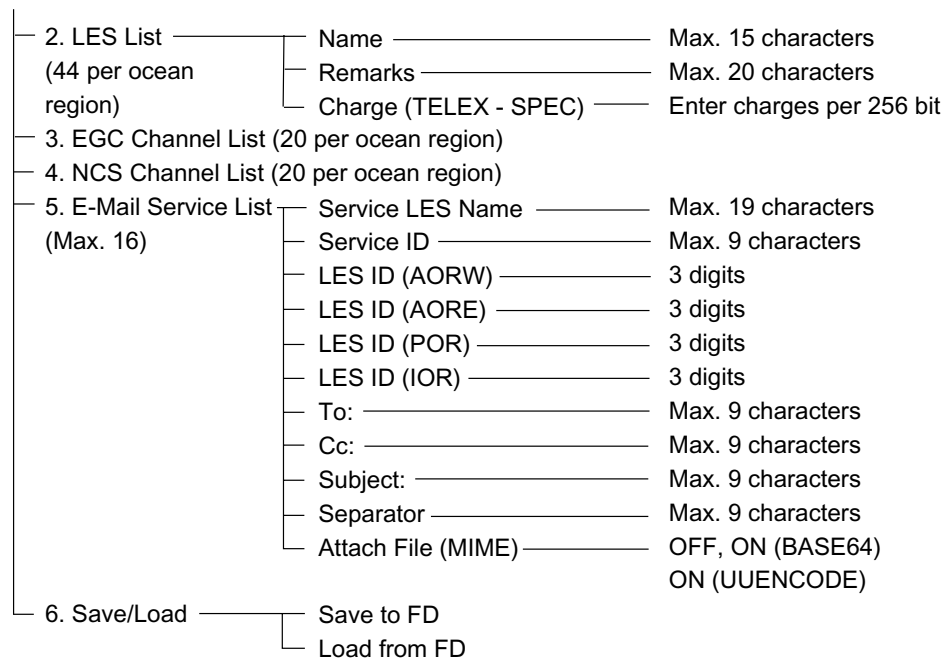 2. LES List Name Max. 15 characters
(44 per ocean Remarks Max. 20 characters
region) Charge (TELEX - SPEC) Enter charges per 256 bit
3. EGC Channel List (20 per ocean region)
4. NCS Channel List (20 per ocean region)
5. E-Mail Service List Service LES Name Max. 19 characters
(Max. 16) Service ID Max. 9 characters
LES ID (AORW) 3 digits
LES ID (AORE) 3 digits
LES ID (POR) 3 digits
LES ID (IOR) 3 digits
To: Max. 9 characters
Cc: Max. 9 characters
Subject: Max. 9 characters
Separator Max. 9 characters
Attach File (MIME) OFF, ON (BASE64)
ON (UUENCODE)
6. Save/Load Save to FD
Load from FD